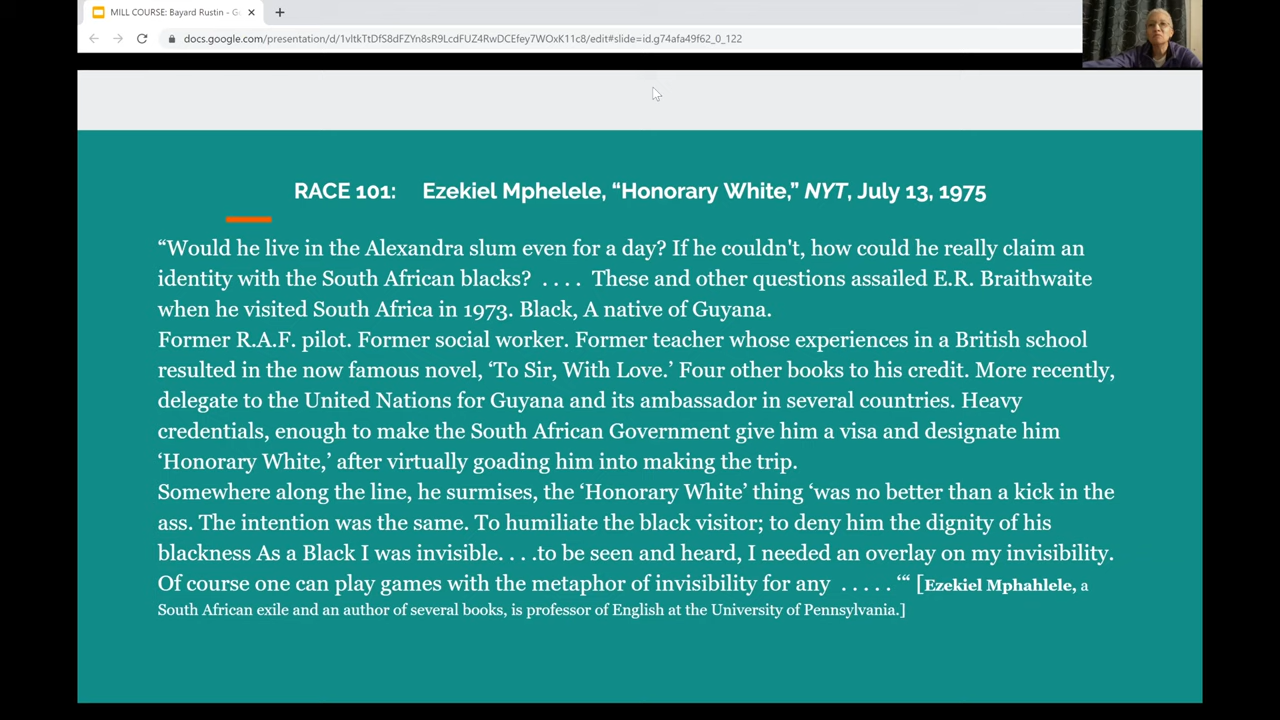 MILL COURSE: Bayard Rustin - G
docs.google.com/presentation/d/1vltkTtDfS8dFZYn8sR9LcdFUZ4RwDCEfey7WOxK11c8/edit#slide=id.g74afa49f62_0_122
RACE 101: Ezekiel Mphelele, “Honorary White,” NYT, July 13, 1975
“Would he live in the Alexandra slum even for a day? If he couldn't, how could he really claim an
identity with the South African blacks? . . . . These and other questions assailed E.R. Braithwaite
when he visited South Africa in 1973. Black, A native of Guyana.
Former R.A.F. pilot. Former social worker. Former teacher whose experiences in a British school
resulted in the now famous novel, ‘To Sir, With Love.’ Four other books to his credit. More recently,
delegate to the United Nations for Guyana and its ambassador in several countries. Heavy
credentials, enough to make the South African Government give him a visa and designate him
‘Honorary White,’ after virtually goading him into making the trip.
Somewhere along the line, he surmises, the ‘Honorary White’ thing ‘was no better than a kick in the
ass. The intention was the same. To humiliate the black visitor; to deny him the dignity of his
blackness As a Black I was invisible. . . .to be seen and heard, I needed an overlay on my invisibility.
Of course one can play games with the metaphor of invisibility for any . . . . . ‘“ [Ezekiel Mphahlele, a
South African exile and an author of several books, is professor of English at the University of Pennsylvania.]